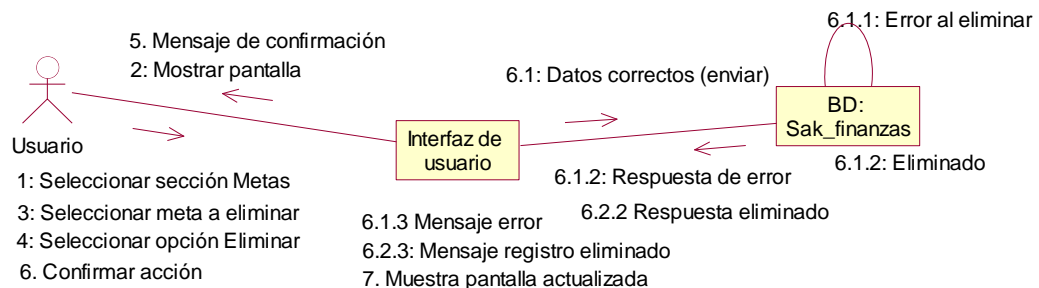 6.1.1: Error al eliminar
5. Mensaje de confirmación
2: Mostrar pantalla
6.1: Datos correctos (enviar)
BD:
Sak_finanzas
Usuario
Interfaz de
usuario
6.1.2: Eliminado
1: Seleccionar sección Metas
3: Seleccionar meta a eliminar
4: Seleccionar opción Eliminar
6. Confirmar acción
6.1.2: Respuesta de error
6.2.2 Respuesta eliminado
6.1.3 Mensaje error
6.2.3: Mensaje registro eliminado
7. Muestra pantalla actualizada